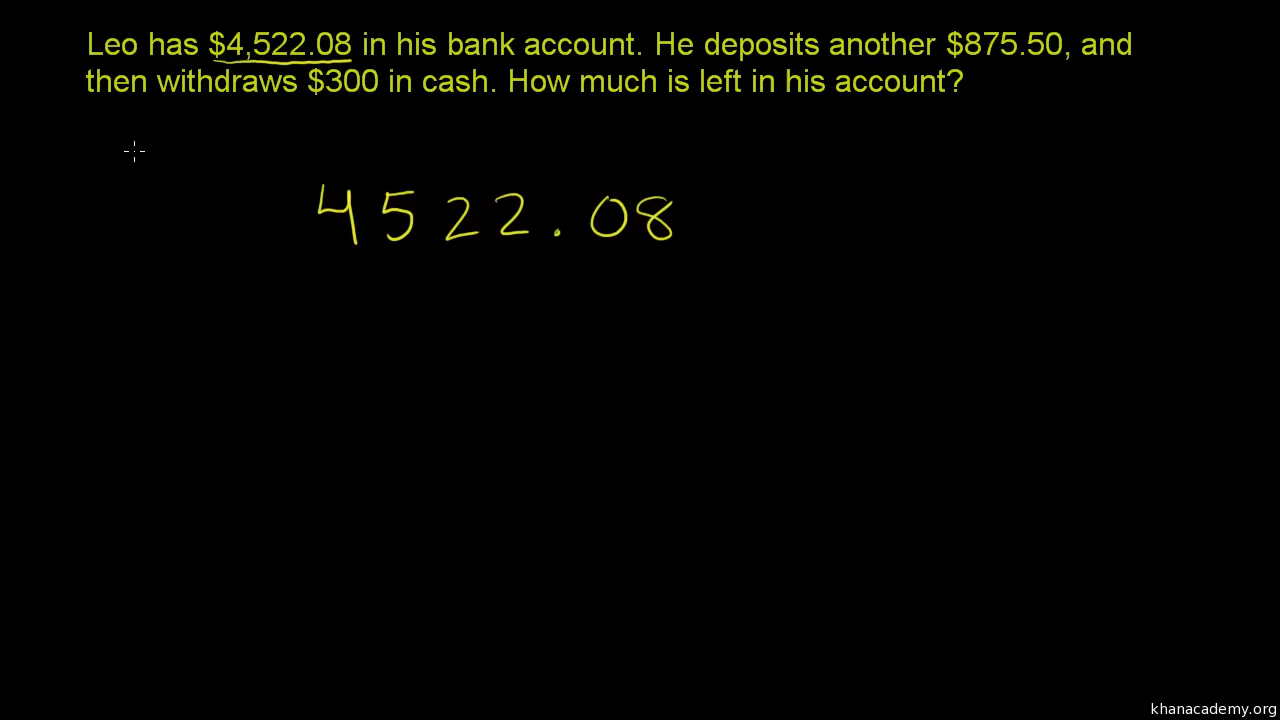 Leo has $4,522.08 in his bank account. He deposits another $875.50, and
then withdraws $300 in cash. How much is left in his account?
4522.08
khanacademy.org